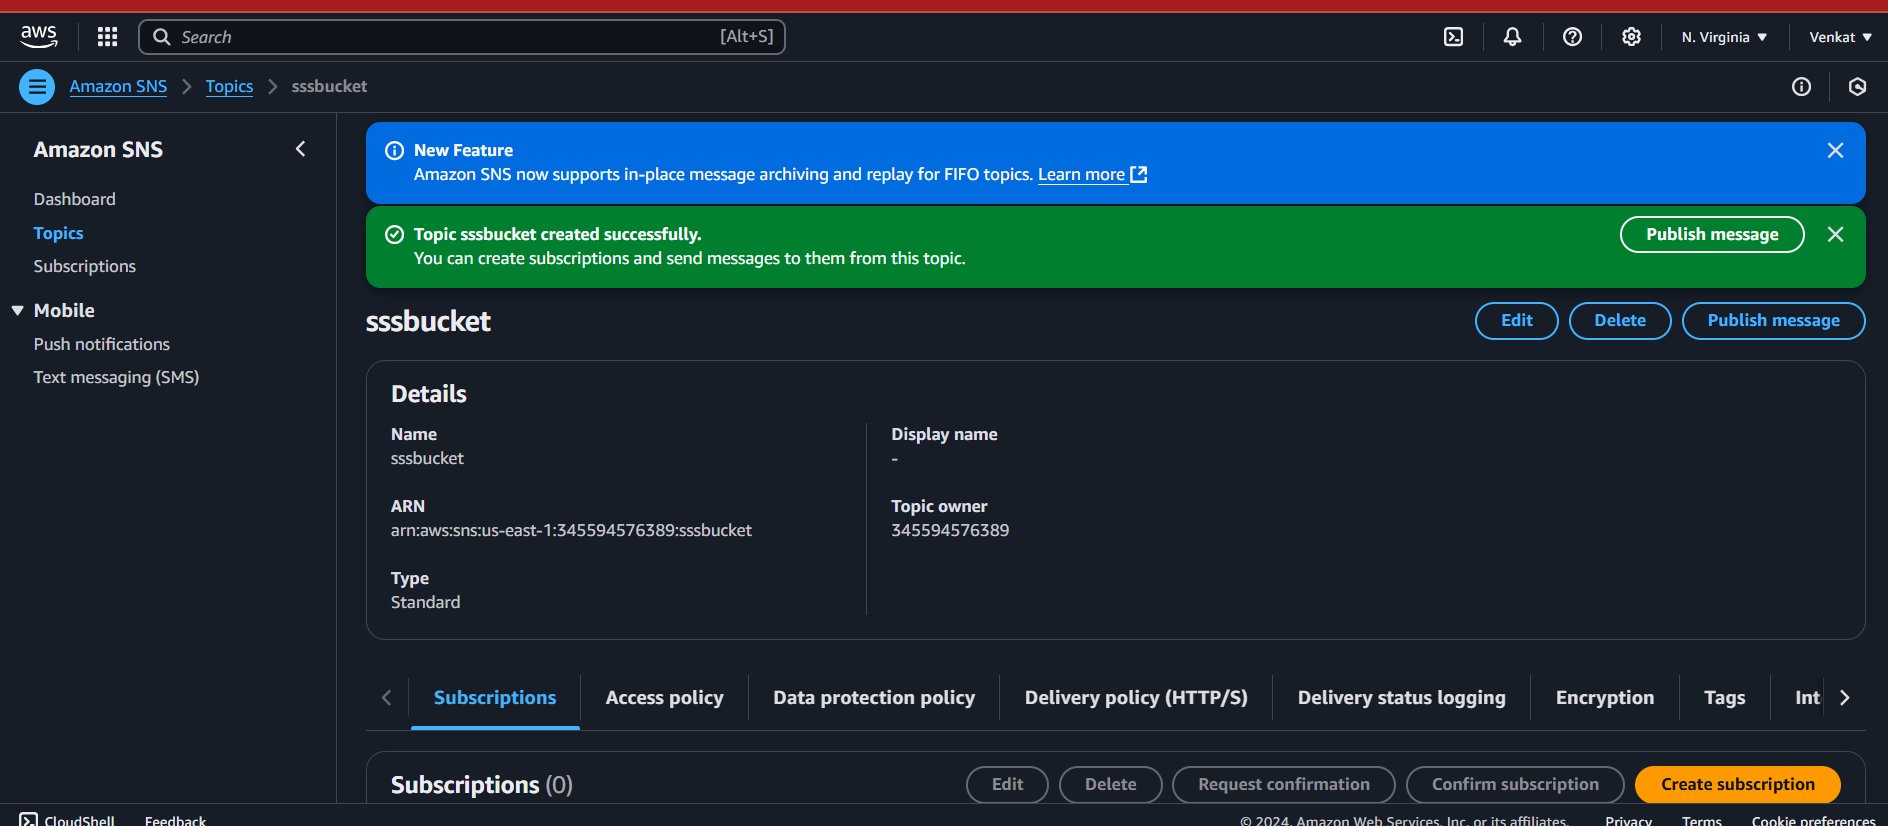 aws
Search
[Alt+S]
N. Virginia
Venkat
Amazon SNS
Topics
sssbucket
Amazon SNS
Dashboard
Topics
Subscriptions
Mobile
Push notifications
Text messaging (SMS)
New Feature
Amazon SNS now supports in-place message archiving and replay for FIFO topics. Learn more
Topic sssbucket created successfully.
You can create subscriptions and send messages to them from this topic.
Publish message
sssbucket
Edit
Delete
Publish message
Details
Name
sssbucket
ARN
arn:aws:sns:us-east-1:345594576389:sssbucket
Type
Standard
Display name
-
Topic owner
345594576389
Subscriptions
Access policy
Data protection policy
Delivery policy (HTTP/S)
Delivery status logging
Encryption
Tags
Int
Subscriptions (0)
Edit
Delete
Request confirmation
Confirm subscription
Create subscription
CloudShell
Feedback
© 2024, Amazon Web Services, Inc. or its affiliates.
Privacy
Terms
Cookie preferences